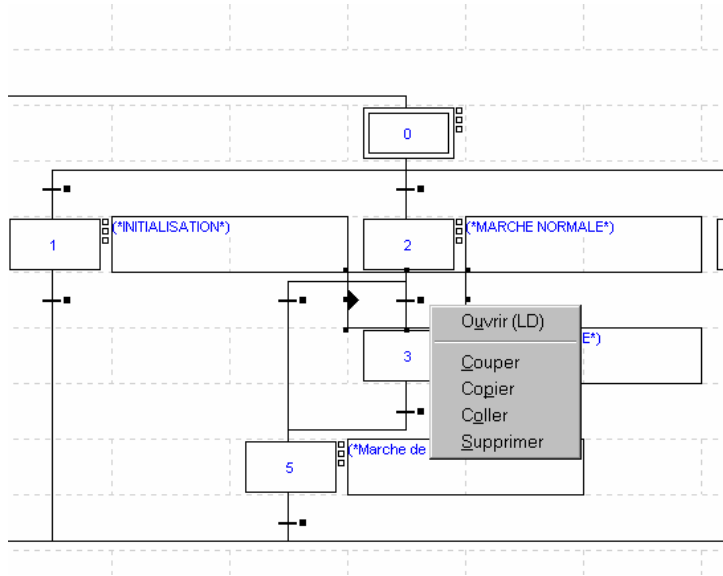 0
1
(*INITIALISATION*)
2
(*MARCHE NORMALE*)
Ouvrir (LD)
3
E*)
Couper
Copier
Coller
Supprimer
5
(*Marche de